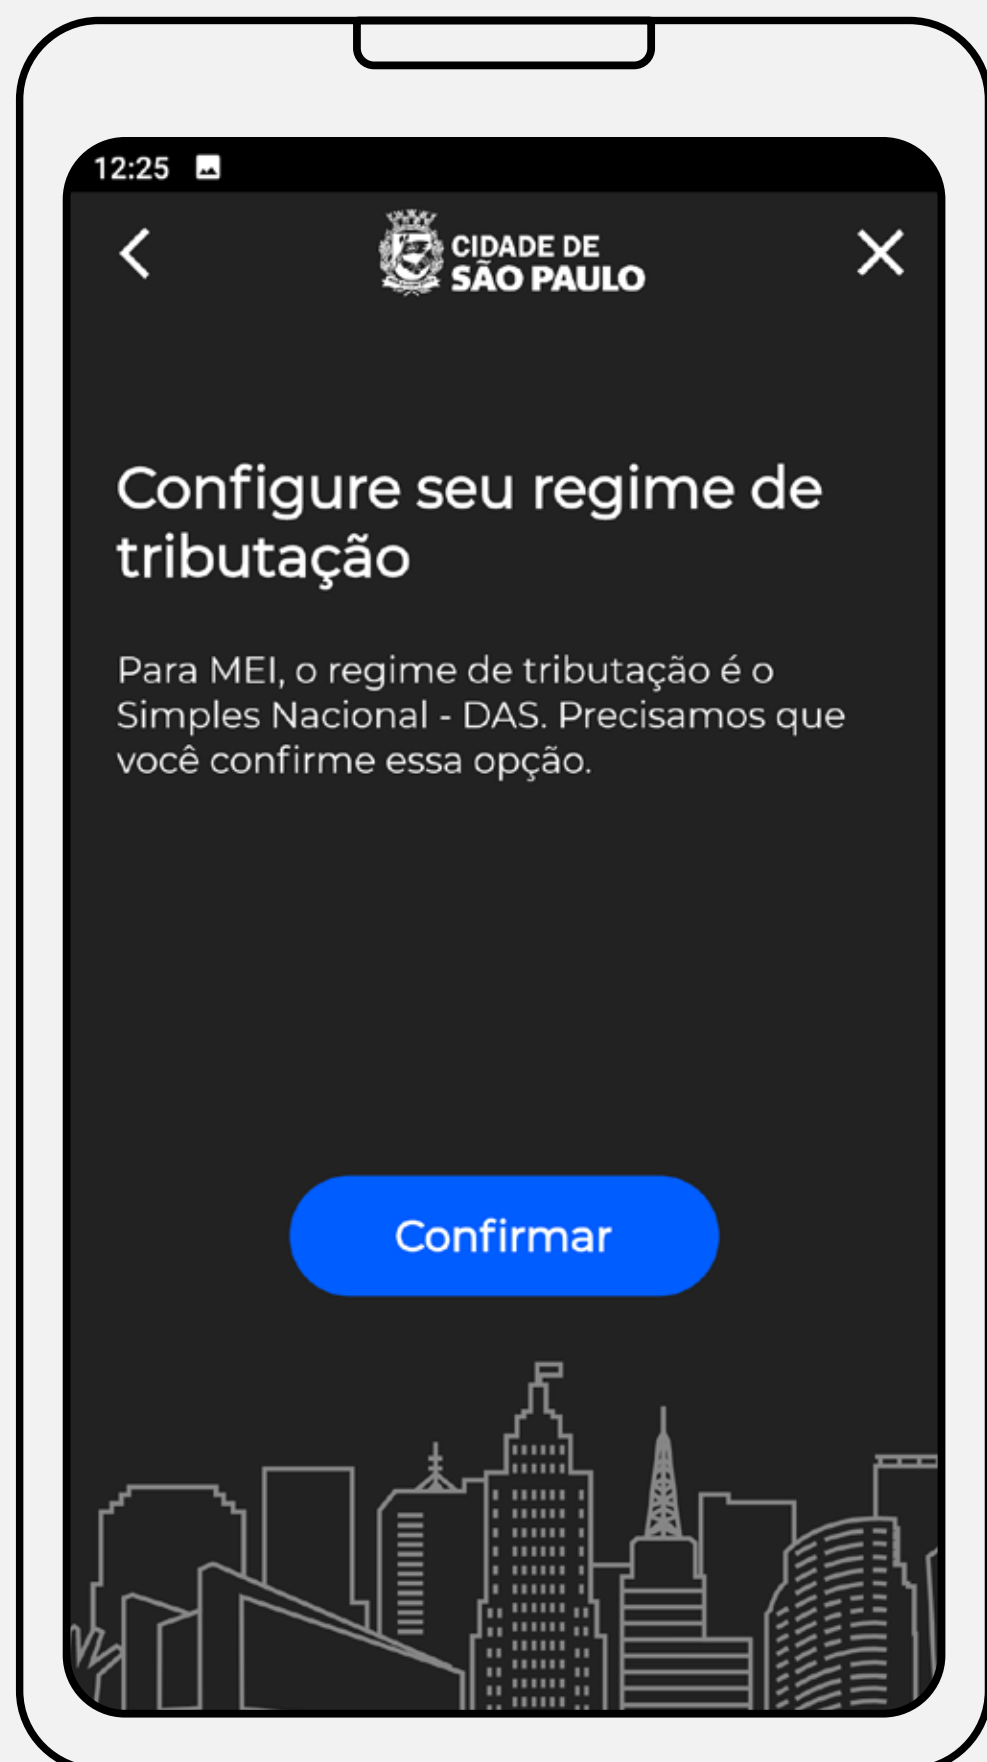 12:25
CIDADE DE
SÃO PAULO
Configure seu regime de
tributação
Para MEI, o regime de tributação é o
Simples Nacional - DAS. Precisamos que
você confirme essa opção.
Confirmar